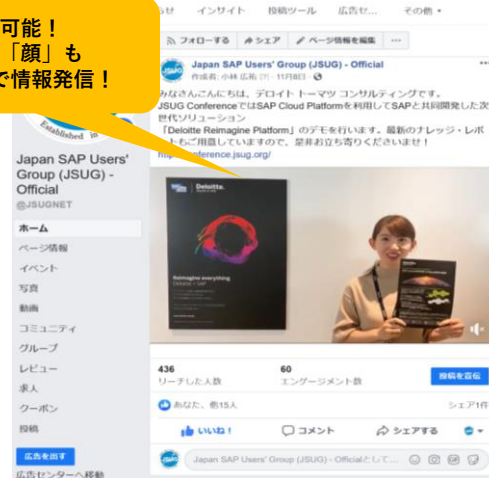 可能！
「顔」も
で情報発信！
インサイト 投稿ツール 広告セ... その他
フォローする シェア ページ情報を編集 ...
Japan SAP Users' Group (JSUG) - Official
作成者: 小林 広祐 [?]・11月8日・
みなさんこんにちは、デロイト トーマツ コンサルティングです。
JSUG ConferenceではSAP Cloud Platformを利用してSAPと共同開発した次
世代ソリューション
「Deloitte Reimagine Platform」のデモを行います。最新のナレッジ・レポ
ートもご用意していますので、是非お立ち寄りくださいませ！
conference.jsug.org/
Established in
Japan SAP Users'
Group (JSUG) -
Official
@JSUGNET
ホーム
ページ情報
イベント
写真
動画
コミュニティ
グループ
レビュー
求人
クーポン
投稿
広告を出す
広告センターへ移動
Deloitte.
Reimagine everything
436
リーチした人数
60
エンゲージメント数
投稿を宣伝
あなた、他15人
シェア1件
いいね！ コメント シェアする
Japan SAP Users' Group (JSUG) - Officialとして...